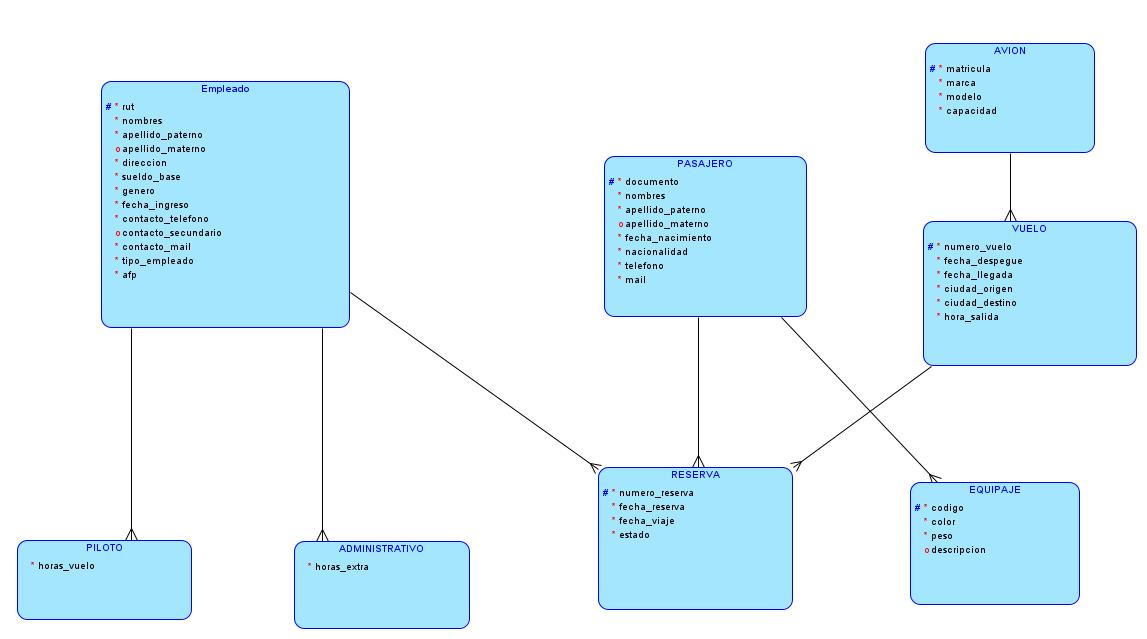 Empleado
# * rut
* nombres
* apellido_paterno
o apellido_materno
* direccion
* sueldo_base
* genero
* fecha_ingreso
* contacto_telefono
o contacto_secundario
* contacto_mail
* tipo_empleado
* afp
PASAJERO
# * documento
* nombres
* apellido_paterno
o apellido_materno
* fecha_nacimiento
* nacionalidad
* telefono
* mail
AVION
# * matricula
* marca
* modelo
* capacidad
VUELO
# * numero_vuelo
* fecha_despegue
* fecha_llegada
* ciudad_origen
* ciudad_destino
* hora_salida
PILOTO
* horas_vuelo
ADMINISTRATIVO
* horas_extra
RESERVA
# * numero_reserva
* fecha_reserva
* fecha_viaje
* estado
EQUIPAJE
# * codigo
* color
* peso
o descripcion